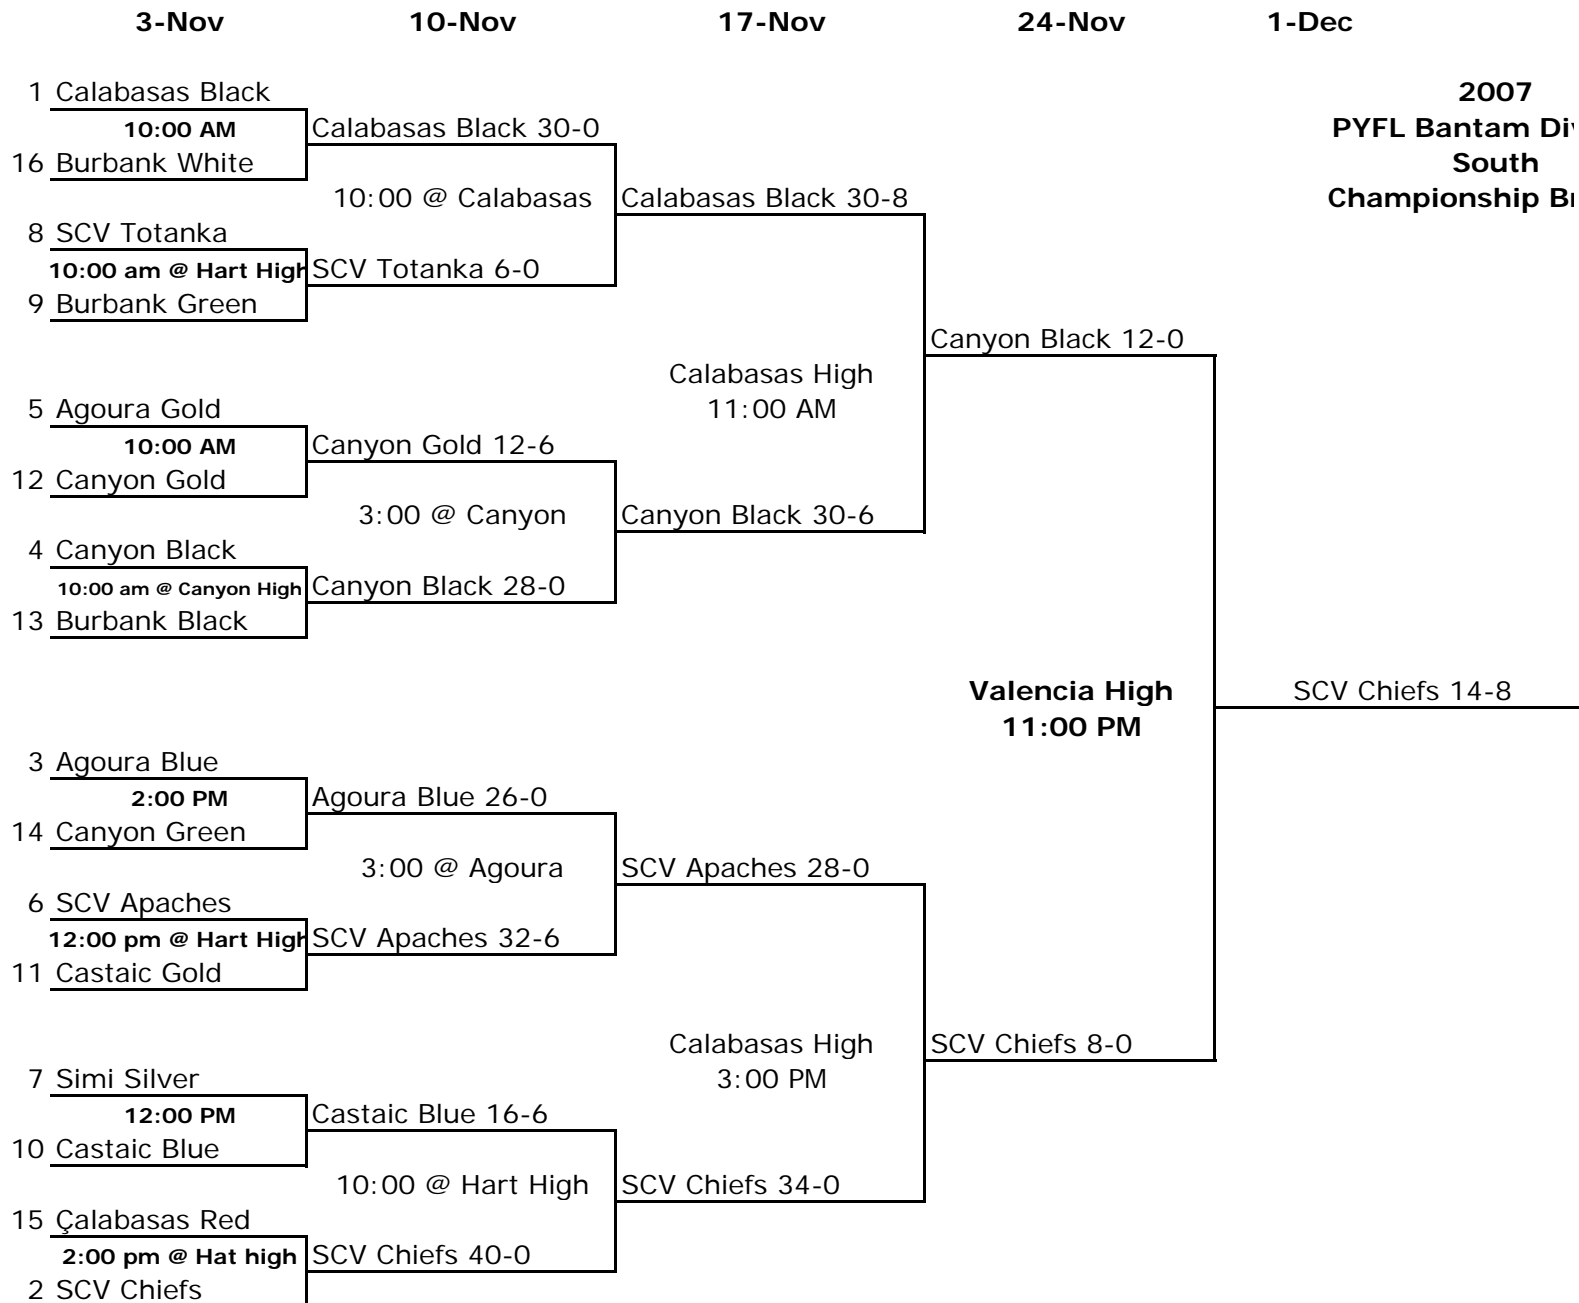 3-Nov 10-Nov 17-Nov 24-Nov 1-Dec
1 Calabasas Black
2007
10:00 AM Calabasas Black 30-0
PYFL Bantam Div
16 Burbank White
South
10:00 @ Calabasas Calabasas Black 30-8
Championship
8 SCV Totanka
10:00 am @ Hart High SCV Totanka 6-0
9 Burbank Green
Canyon Black 12-0
Calabasas High
5 Agoura Gold
11:00 AM
10:00 AM Canyon Gold 12-6
12 Canyon Gold
3:00 @ Canyon Canyon Black 30-6
4 Canyon Black
10:00 am @ Canyon High Canyon Black 28-0
13 Burbank Black
Valencia High SCV Chiefs 14-8
11:00 PM
3 Agoura Blue
2:00 PM Agoura Blue 26-0
14 Canyon Green
3:00 @ Agoura SCV Apaches 28-0
6 SCV Apaches
12:00 pm @ Hart High SCV Apaches 32-6
11 Castaic Gold
Calabasas High SCV Chiefs 8-0
7 Simi Silver
3:00 PM
12:00 PM Castaic Blue 16-6
10 Castaic Blue
10:00 @ Hart High SCV Chiefs 34-0
15 Çalabasas Red
2:00 pm @ Hat high SCV Chiefs 40-0
2 SCV Chiefs